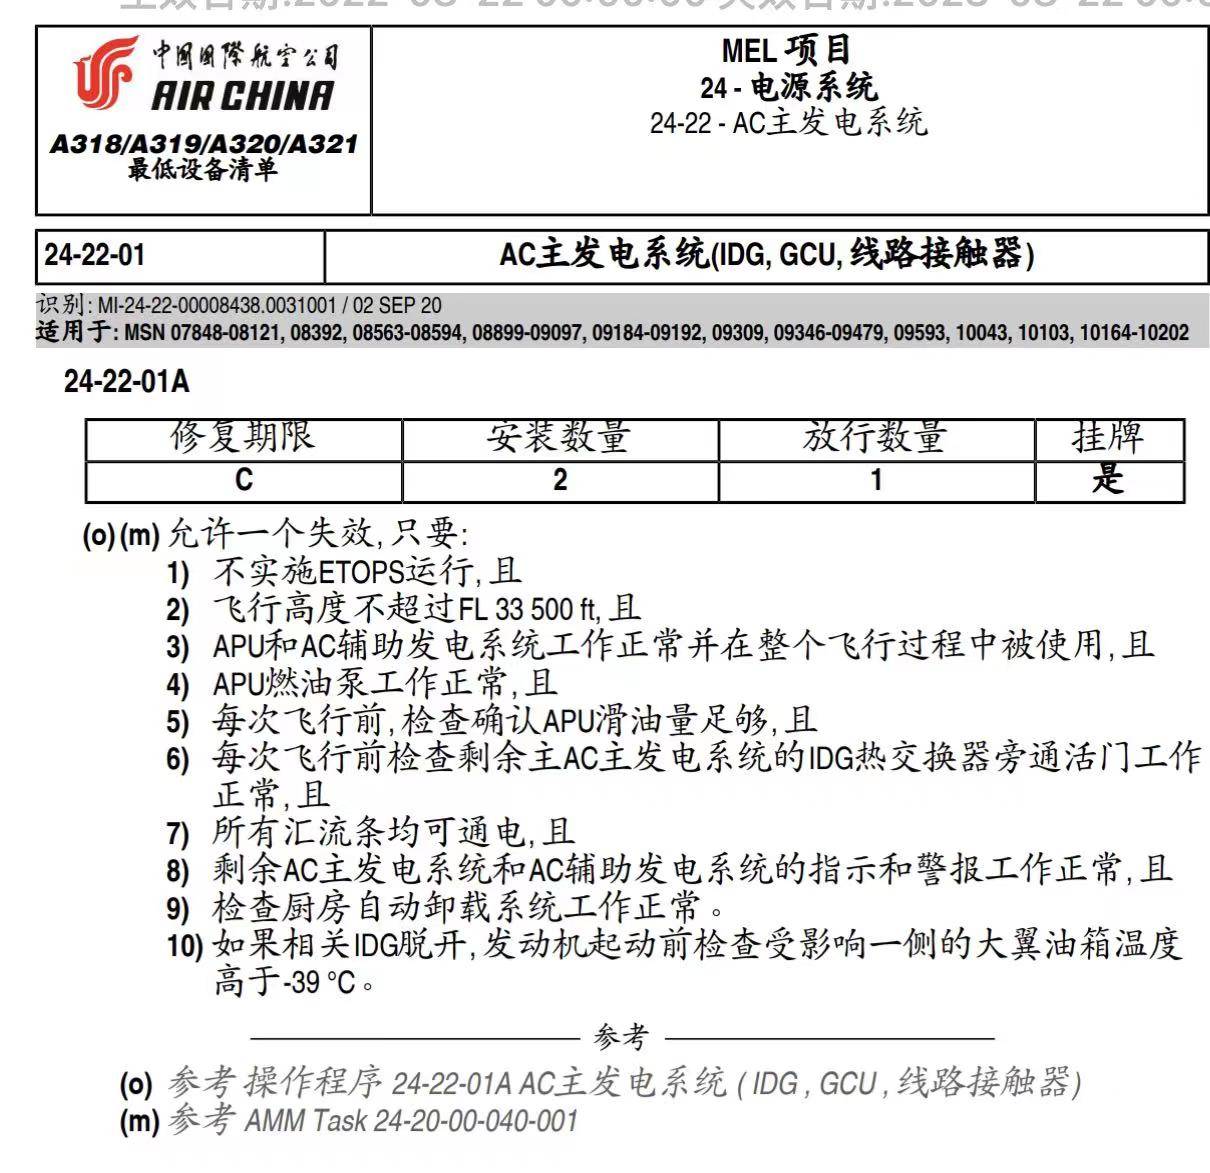 中国国际航空公司
AIR CHINA
A318/A319/A320/A321
最低设备清单
MEL 项目
24 - 电源系统
24-22 - AC主发电系统
24-22-01
AC主发电系统(IDG, GCU, 线路接触器)
识别: MI-24-22-00008438.0031001 / 02 SEP 20
适用于: MSN 07848-08121, 08392, 08563-08594, 08899-09097, 09184-09192, 09309, 09346-09479, 09593, 10043, 10103, 10164-10202
24-22-01A
修复期限 安装数量 放行数量 挂牌
C 2 1 是
(o) (m) 允许一个失效, 只要:
1) 不实施ETOPS运行, 且
2) 飞行高度不超过FL 33 500 ft, 且
3) APU和AC辅助发电系统工作正常并在整个飞行过程中被使用, 且
4) APU燃油泵工作正常, 且
5) 每次飞行前, 检查确认APU滑油量足够, 且
6) 每次飞行前检查剩余主AC主发电系统的IDG热交换器旁通活门工作
正常, 且
7) 所有汇流条均可通电, 且
8) 剩余AC主发电系统和AC辅助发电系统的指示和警报工作正常, 且
9) 检查厨房自动卸载系统工作正常。
10) 如果相关IDG脱开, 发动机起动前检查受影响一侧的大翼油箱温度
高于-39 °C。
参考
(o) 参考 操作程序 24-22-01A AC主发电系统 ( IDG , GCU , 线路接触器)
(m) 参考 AMM Task 24-20-00-040-001